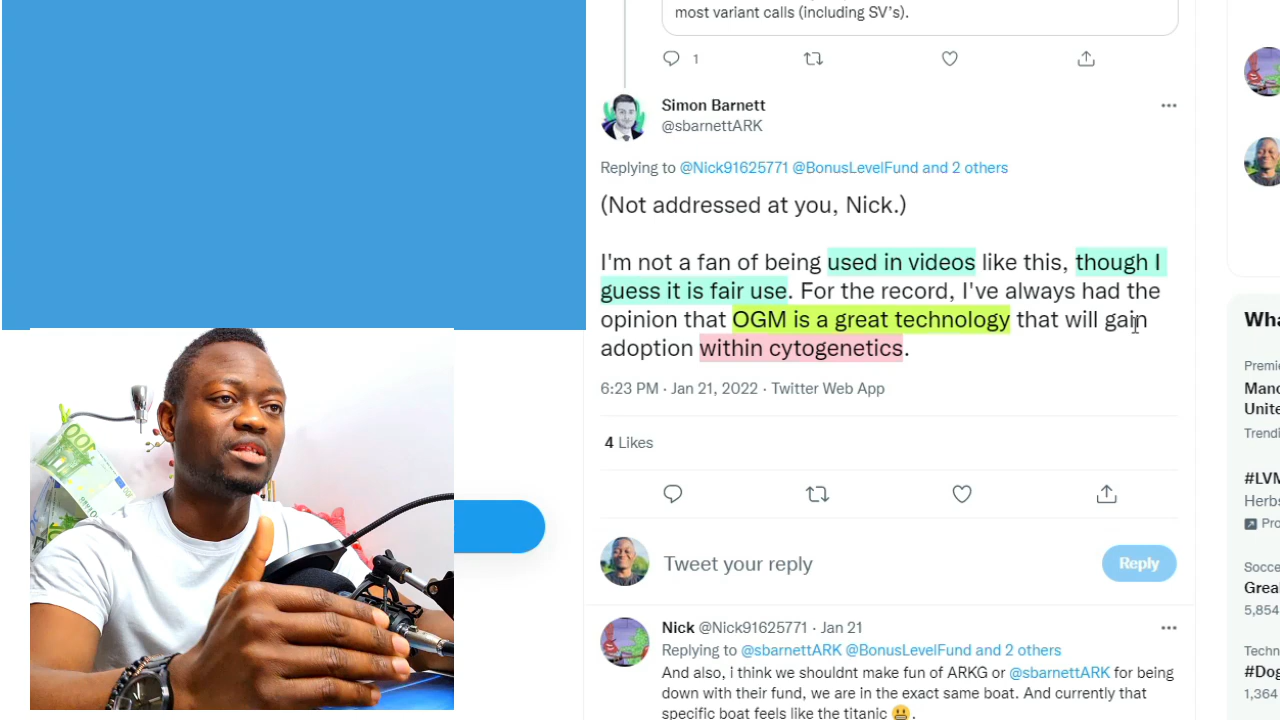 most variant calls (including SV's).
1
Simon Barnett
@sbarnettARK
Replying to @Nick91625771 @BonusLevelFund and 2 others
(Not addressed at you, Nick.)
I'm not a fan of being used in videos like this, though I
guess it is fair use. For the record, I've always had the
opinion that OGM is a great technology that will gain
adoption within cytogenetics.
6:23 PM · Jan 21, 2022 · Twitter Web App
4 Likes
Tweet your reply
Reply
Nick @Nick91625771 · Jan 21
Replying to @sbarnettARK @BonusLevelFund and 2 others
And also, i think we shouldnt make fun of ARKG or @sbarnettARK for being
down with their fund, we are in the exact same boat. And currently that
specific boat feels like the titanic 😬.
Wha
Premie
Manc
Unite
Trendi
#LVM
Herbs
Pro
Socce
Grea
5,854
Techn
#Dog
1,364
100